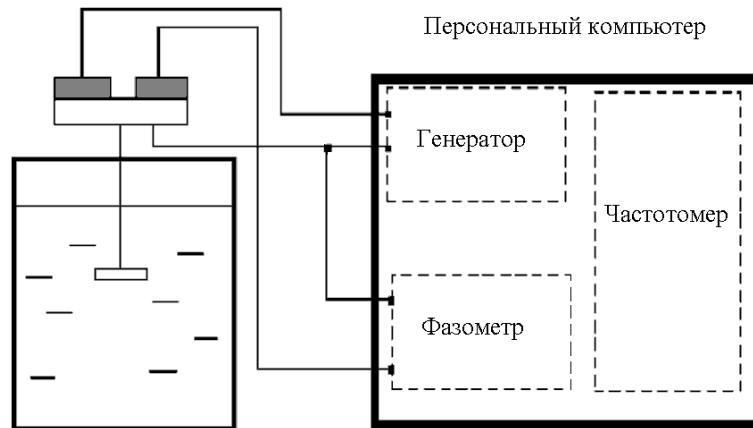 Персональный компьютер
Генератор
Частотомер
Фазометр